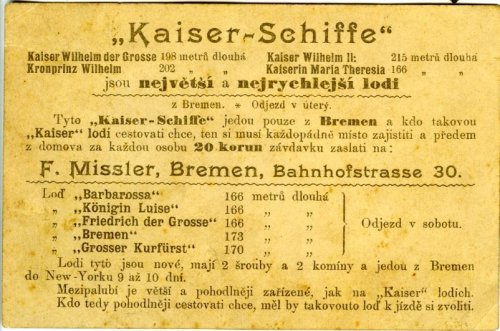 „Kaiser-Schiffe“
Kaiser Wilhelm der Grosse 198 metrů dlouhá Kaiser Wilhelm II: 215 metrů dlouhá
Kronprinz Wilhelm 202 „ „ Kaiserin Maria Theresia 166 „ „
jsou největší a nejrychlejší lodi
z Bremen. * Odjezd v úterý.
Tyto „Kaiser-Schiffe“ jedou pouze z Bremen a kdo takovou
„Kaiser“ lodí cestovati chce, ten si musí každopádně místo zajistiti a předem
z domova za každou osobu 20 korun závdavku zaslati na:
F. Missler, Bremen, Bahnhofstrasse 30.
Loď „Barbarossa“ 166 metrů dlouhá
„ „Königin Luise“ 166 „ „
„ „Friedrich der Grosse“ 166 „ „ Odjezd v sobotu.
„ „Bremen“ 173 „ „
„ „Grosser Kurfürst“ 170 „ „
Lodi tyto jsou nové, mají 2 šrouby a 2 komíny a jedou z Bremen
do New-Yorku 9 až 10 dní.
Mezipalubí je větší a pohodlněji zařízené, jak na „Kaiser“ lodích.
Kdo tedy pohodlněji cestovati chce, měl by takovouto loď k jízdě si zvoliti.